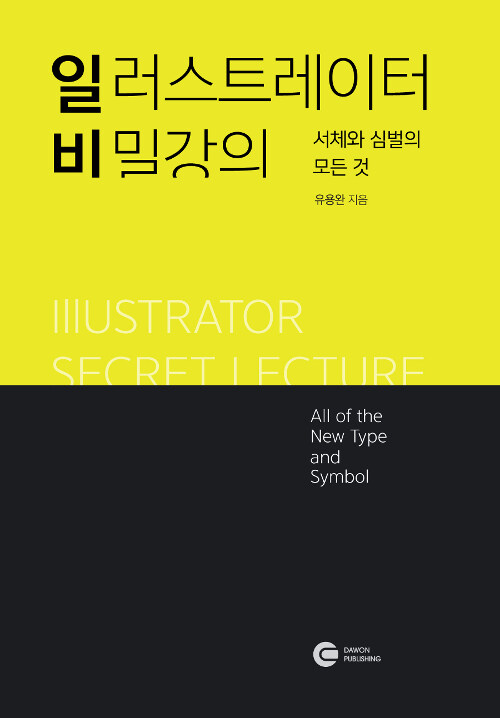 일러스트레이터
비밀강의
서체와 심벌의
모든 것
유용완 지음
IllUSTRATOR
SECRET LECTURE
All of the
New Type
and
Symbol
DAWON
PUBLISHING